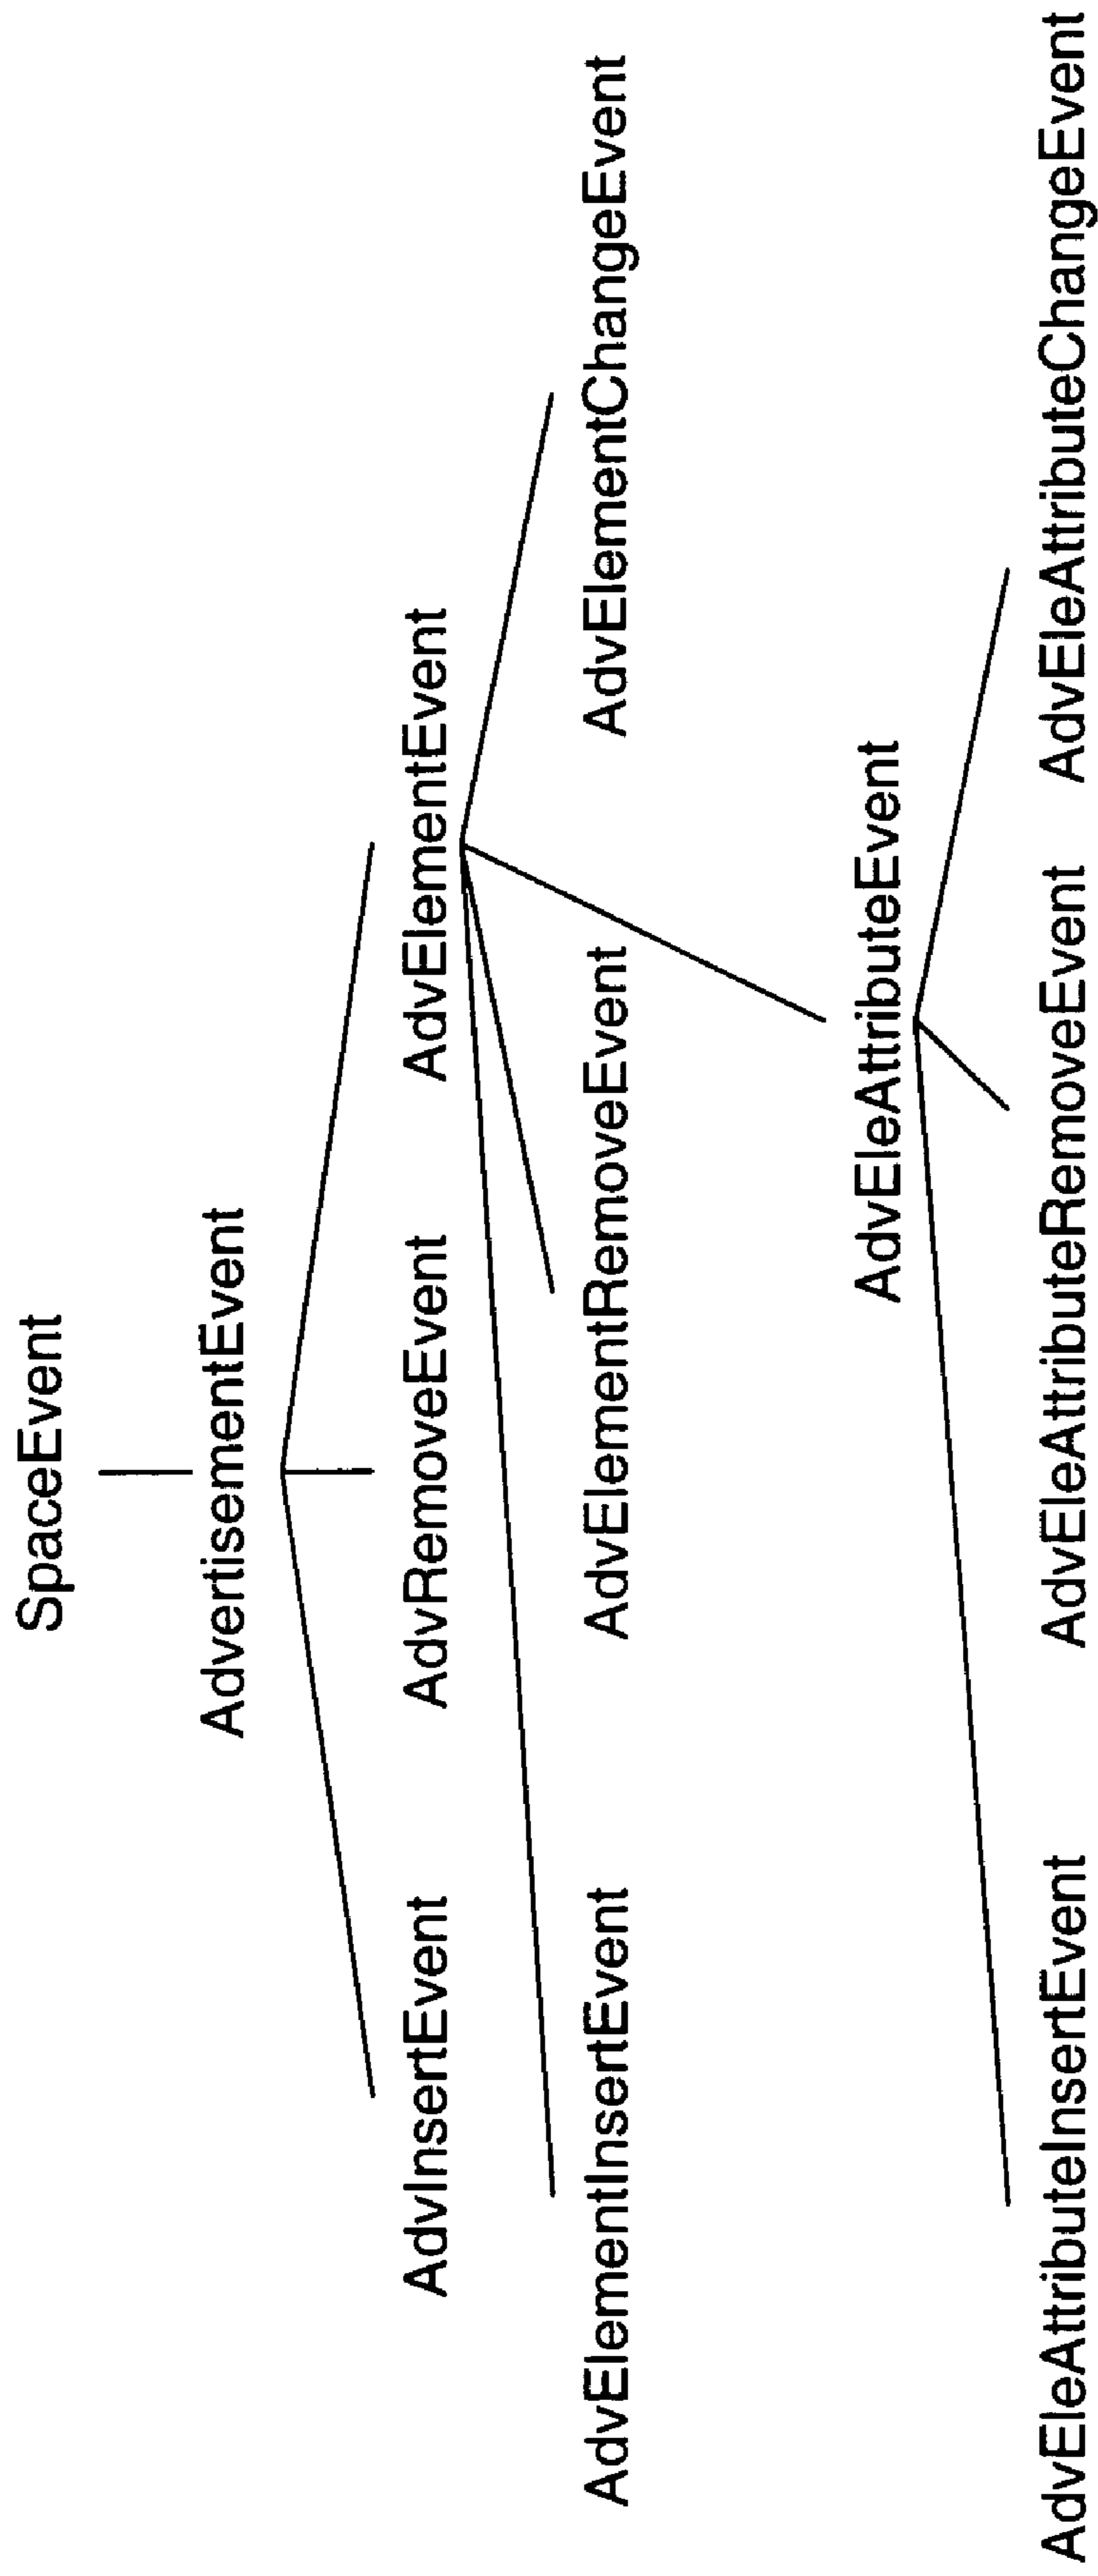 SpaceEvent
AdvertisementEvent
AdvInsertEvent
AdvRemoveEvent
AdvElementEvent
AdvElementInsertEvent
AdvElementRemoveEvent
AdvElementChangeEvent
AdvEleAttributeEvent
AdvEleAttributeInsertEvent
AdvEleAttributeRemoveEvent
AdvEleAttributeChangeEvent